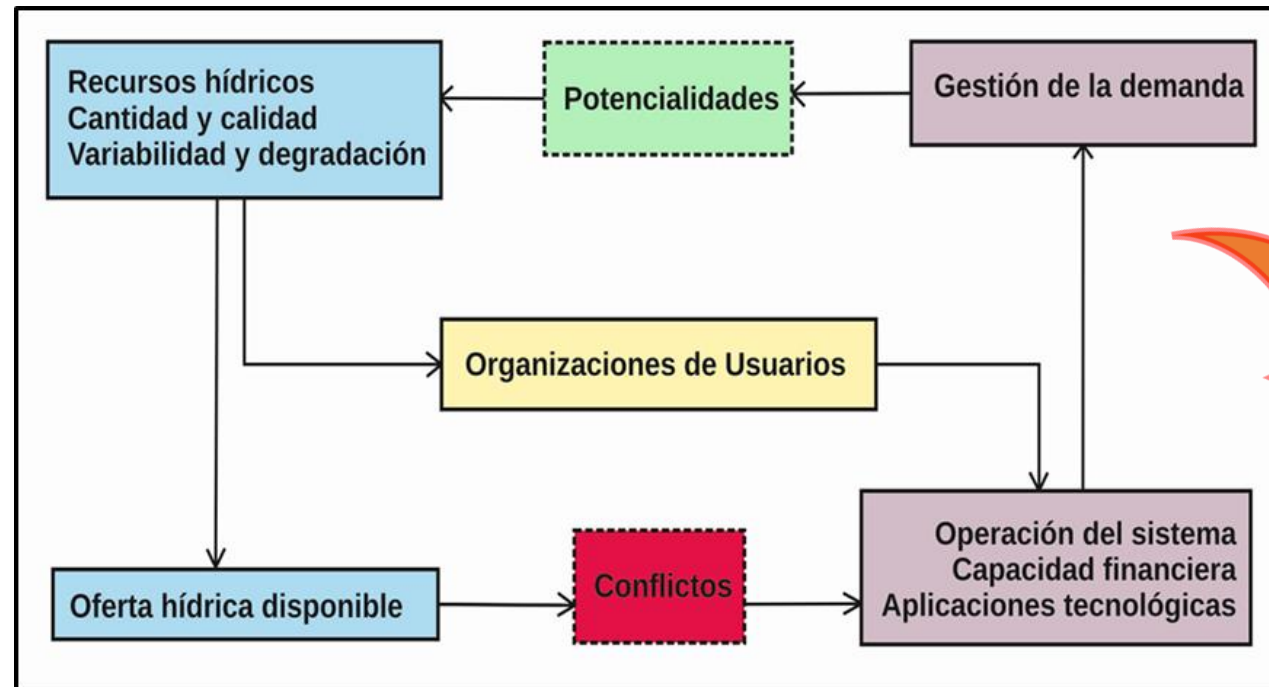 Recursos hídricos
Cantidad y calidad
Variabilidad y degradación
Potencialidades
Gestión de la demanda
Organizaciones de Usuarios
Oferta hídrica disponible
Conflictos
Operación del sistema
Capacidad financiera
Aplicaciones tecnológicas